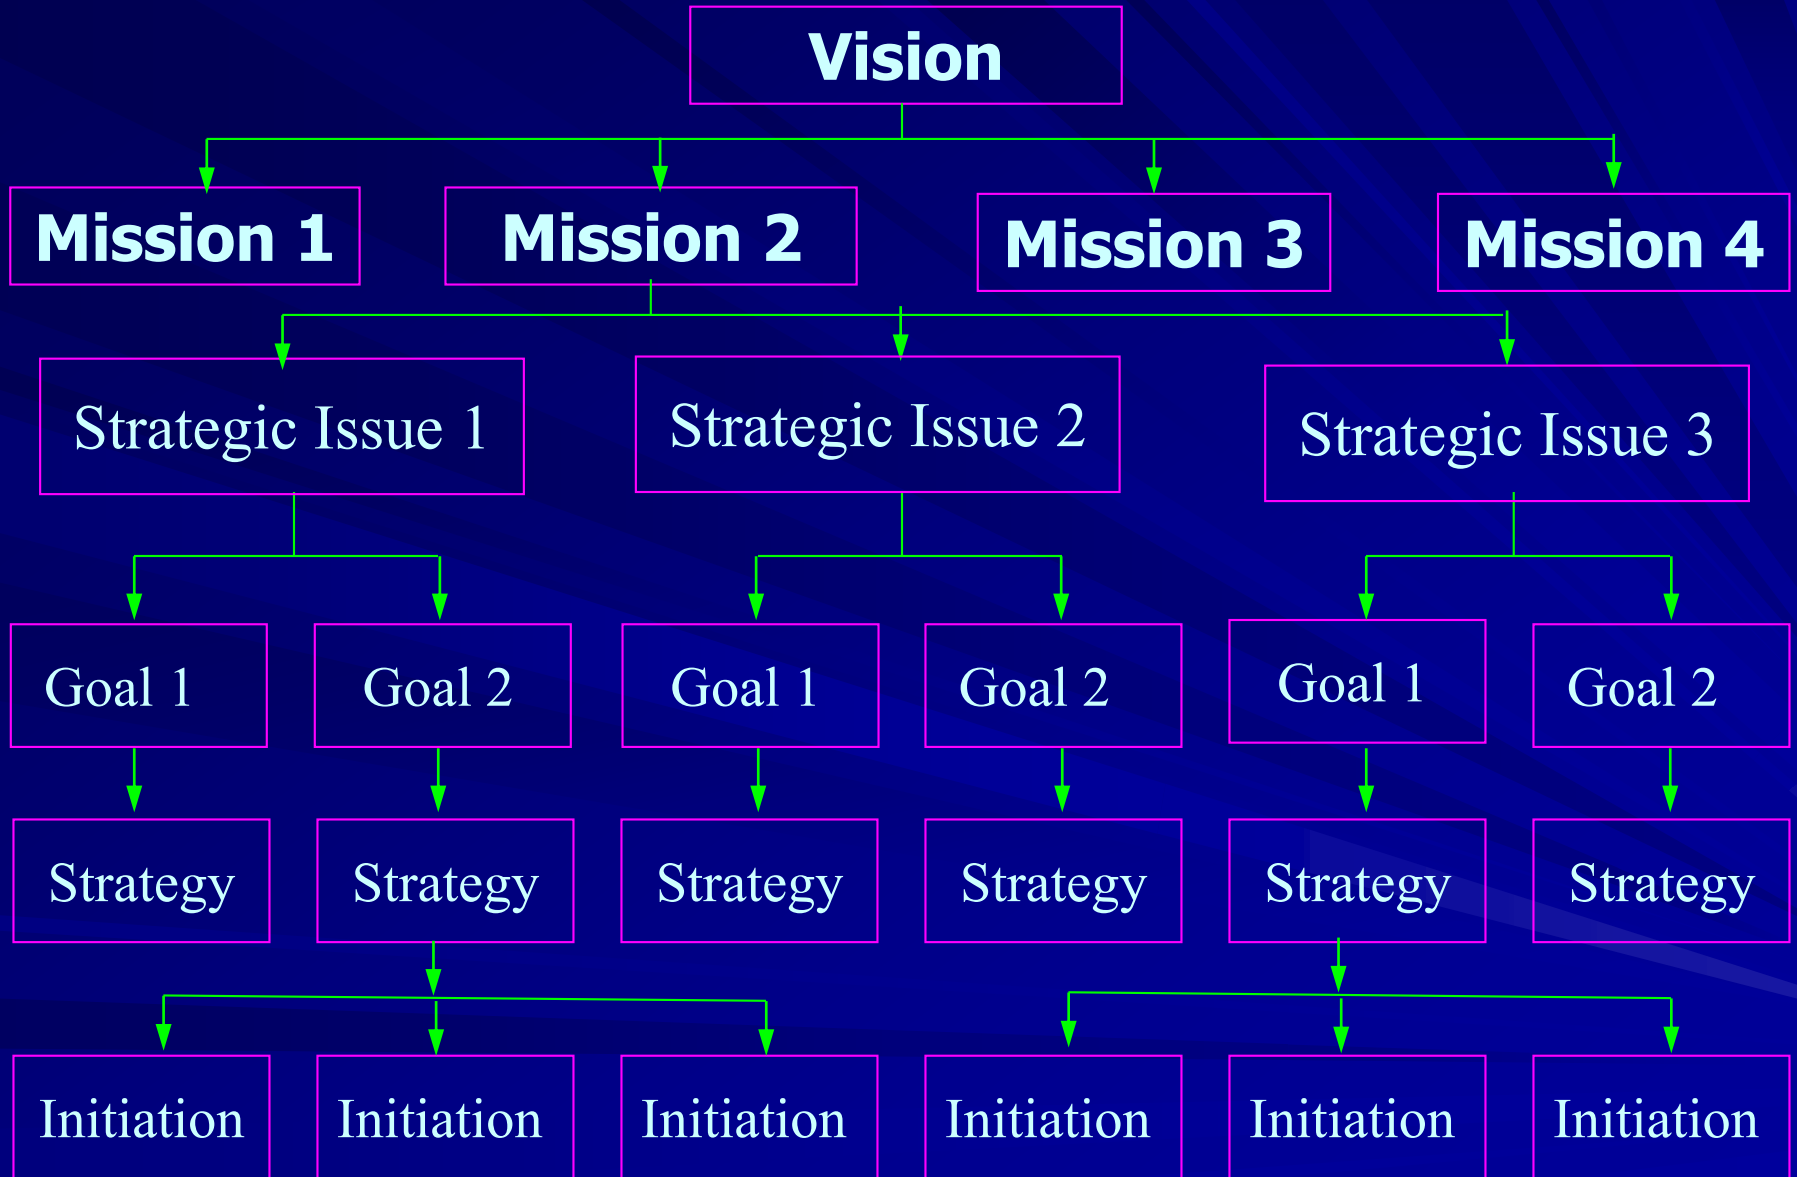 Vision
Mission 1
Mission 2
Mission 3
Mission 4
Strategic Issue 1
Strategic Issue 2
Strategic Issue 3
Goal 1
Goal 2
Goal 1
Goal 2
Goal 1
Goal 2
Strategy
Strategy
Strategy
Strategy
Strategy
Strategy
Initiation
Initiation
Initiation
Initiation
Initiation
Initiation